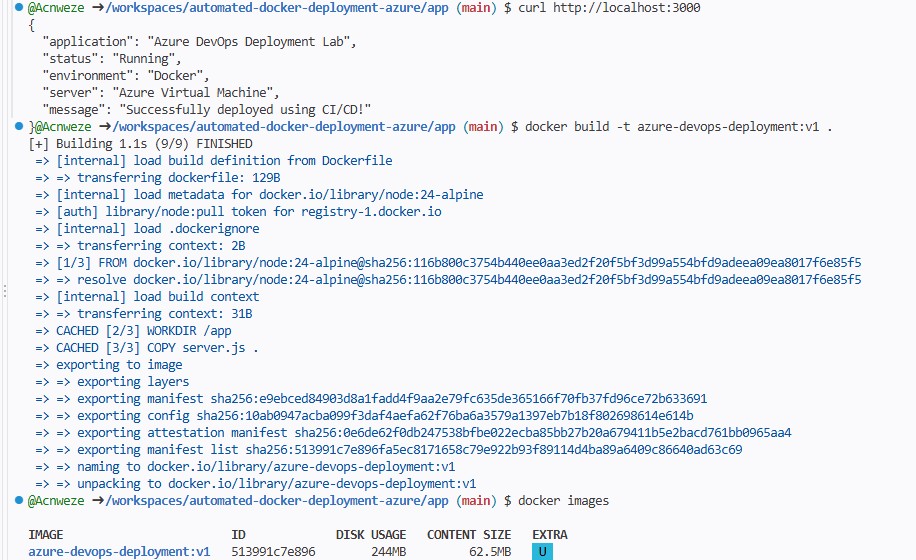 @Acnweze →/workspaces/automated-docker-deployment-azure/app (main) $ curl http://localhost:3000
{
  "application": "Azure DevOps Deployment Lab",
  "status": "Running",
  "environment": "Docker",
  "server": "Azure Virtual Machine",
  "message": "Successfully deployed using CI/CD!"
}@Acnweze →/workspaces/automated-docker-deployment-azure/app (main) $ docker build -t azure-devops-deployment:v1 .
[+] Building 1.1s (9/9) FINISHED
 => [internal] load build definition from Dockerfile
 => => transferring dockerfile: 129B
 => [internal] load metadata for docker.io/library/node:24-alpine
 => [auth] library/node:pull token for registry-1.docker.io
 => [internal] load .dockerignore
 => => transferring context: 2B
 => [1/3] FROM docker.io/library/node:24-alpine@sha256:116b800c3754b440ee0aa3ed2f20f5bf3d99a554bfd9adeea09ea8017f6e85f5
 => => resolve docker.io/library/node:24-alpine@sha256:116b800c3754b440ee0aa3ed2f20f5bf3d99a554bfd9adeea09ea8017f6e85f5
 => [internal] load build context
 => => transferring context: 31B
 => CACHED [2/3] WORKDIR /app
 => CACHED [3/3] COPY server.js .
 => exporting to image
 => => exporting layers
 => => exporting manifest sha256:e9ebced84903d8a1fadd4f9aa2e79fc635de365166f70fb37fd96ce72b633691
 => => exporting config sha256:10ab0947acba099f3daf4aefa62f76ba6a3579a1397eb7b18f802698614e614b
 => => exporting attestation manifest sha256:0e6de62f0db247538bfbe022ecba85bb27b20a679411b5e2bacd761bb0965aa4
 => => exporting manifest list sha256:513991c7e896fa5ec8171658c79e922b93f89114d4ba89a6409c86640ad63c69
 => => naming to docker.io/library/azure-devops-deployment:v1
 => => unpacking to docker.io/library/azure-devops-deployment:v1
@Acnweze →/workspaces/automated-docker-deployment-azure/app (main) $ docker images
IMAGE ID DISK USAGE CONTENT SIZE EXTRA
azure-devops-deployment:v1 513991c7e896 244MB 62.5MB U